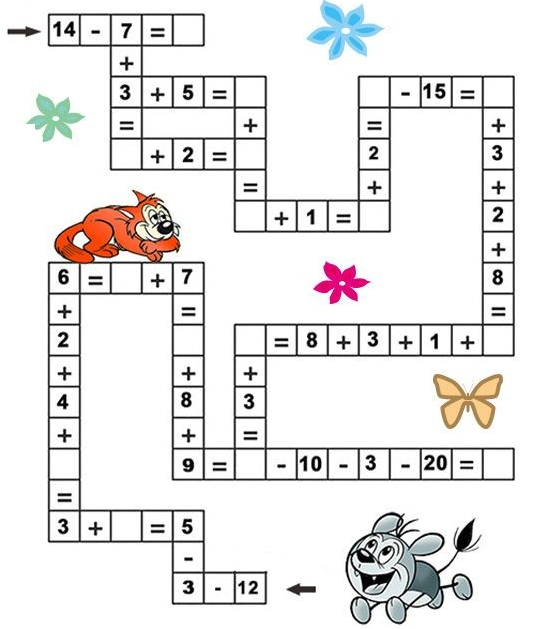 14 - 7 =
+
3 + 5 =
- 15 =
= + = +
+ 2 = 2 3
= + +
+ 1 = 2
+
6 = + 7 8
+ = =
2 = 8 + 3 + 1 +
+ + +
4 8 3
+ + =
9 = - 10 - 3 - 20 =
=
3 + = 5
-
3 - 12